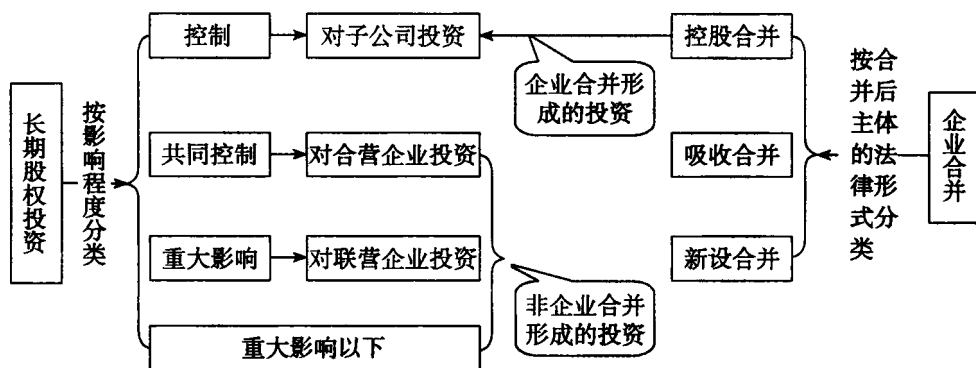 长期股权投资
按影响程度分类
控制
对子公司投资
企业合并形
成的投资
共同控制
对合营企业投资
重大影响
对联营企业投资
非企业合并
形成的投资
重大影响以下
控股合并
吸收合并
新设合并
按合
并后
主体
的法
律形
式分
类
企业合并